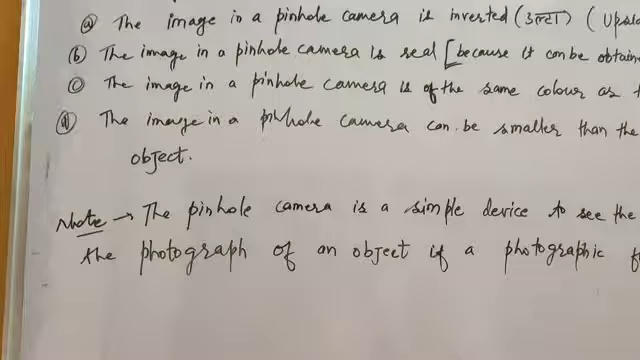 (a) The image in a pinhole camera is inverted (उल्टा) (Upsid
(b) The image in a pinhole camera is real [because it can be obtain
(c) The image in a pinhole camera is of the same colour as t
(d) The image in a pinhole camera can be smaller than the
object.
Note → The pinhole camera is a simple device to see the
the photograph of an object if a photographic f